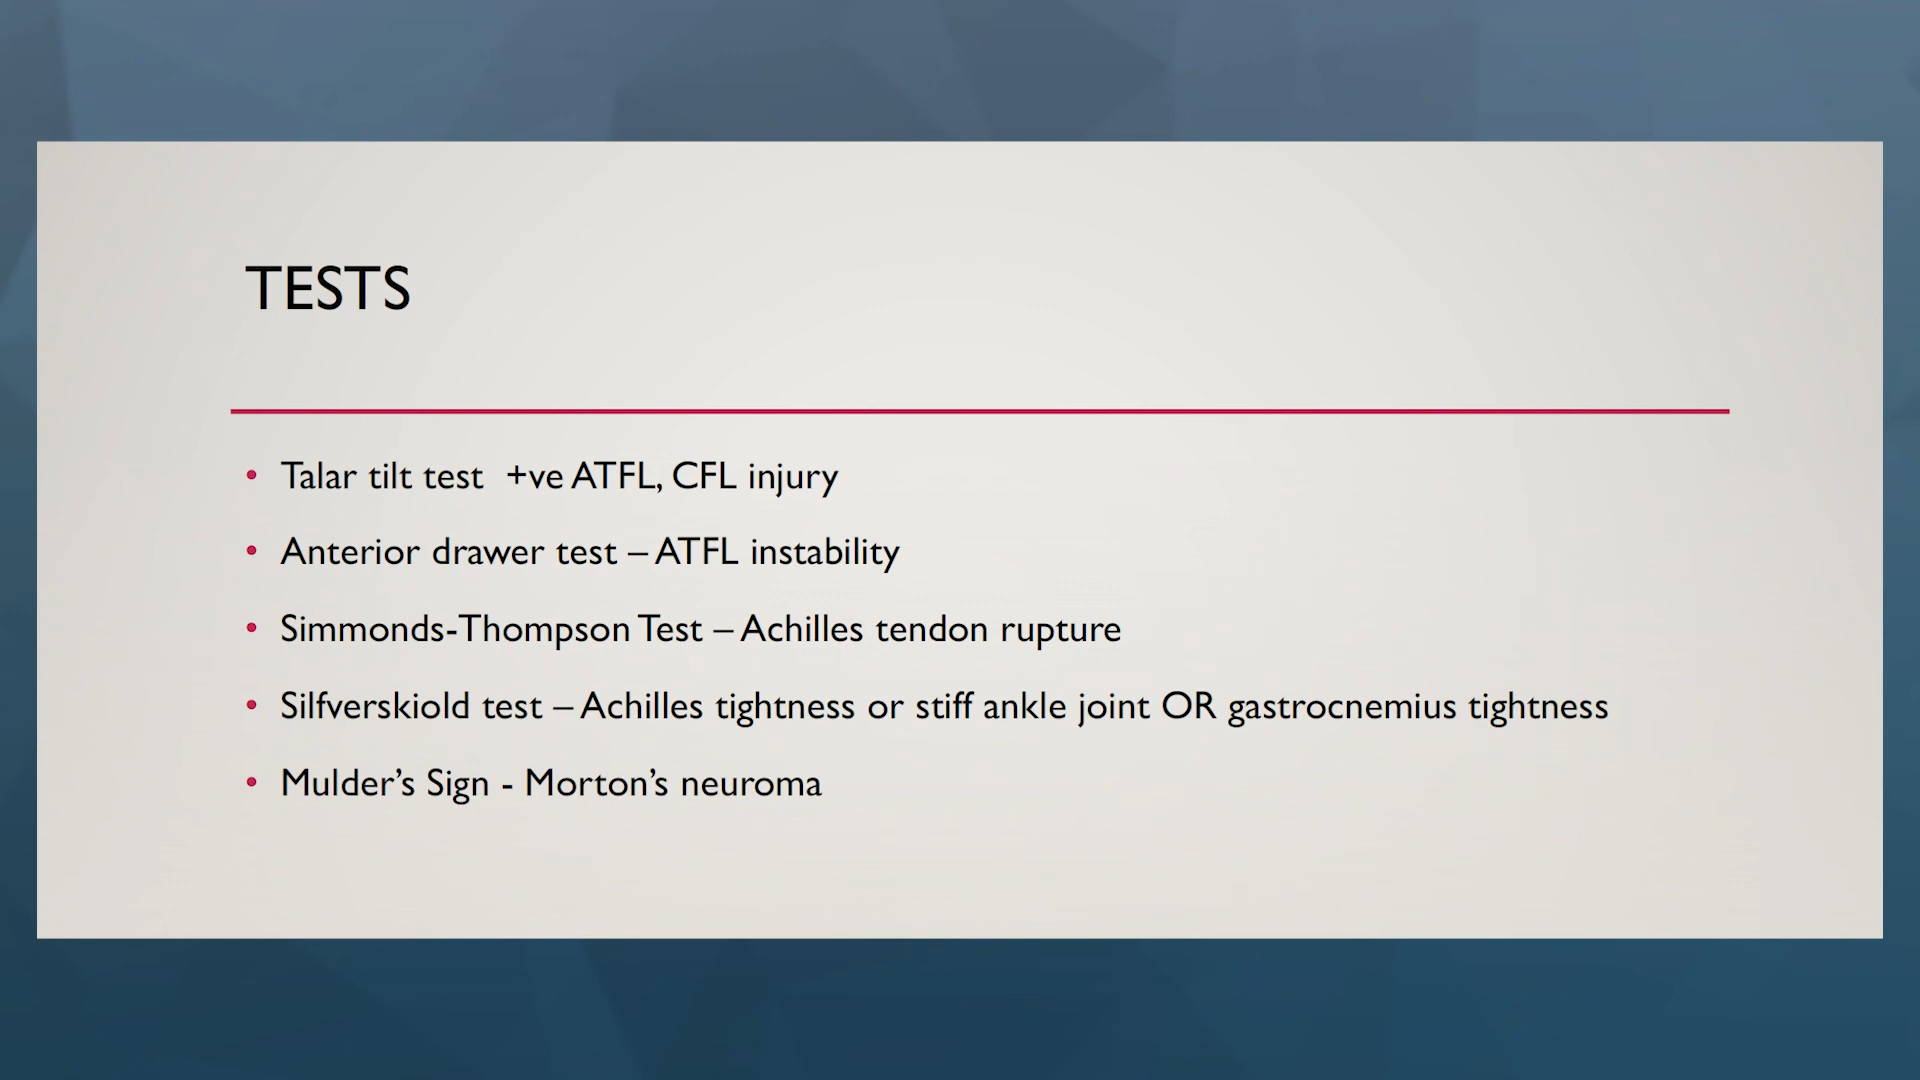 TESTS
• Talar tilt test  +ve ATFL, CFL injury
• Anterior drawer test – ATFL instability
• Simmonds-Thompson Test – Achilles tendon rupture
• Silfverskiold test – Achilles tightness or stiff ankle joint OR gastrocnemius tightness
• Mulder’s Sign - Morton’s neuroma